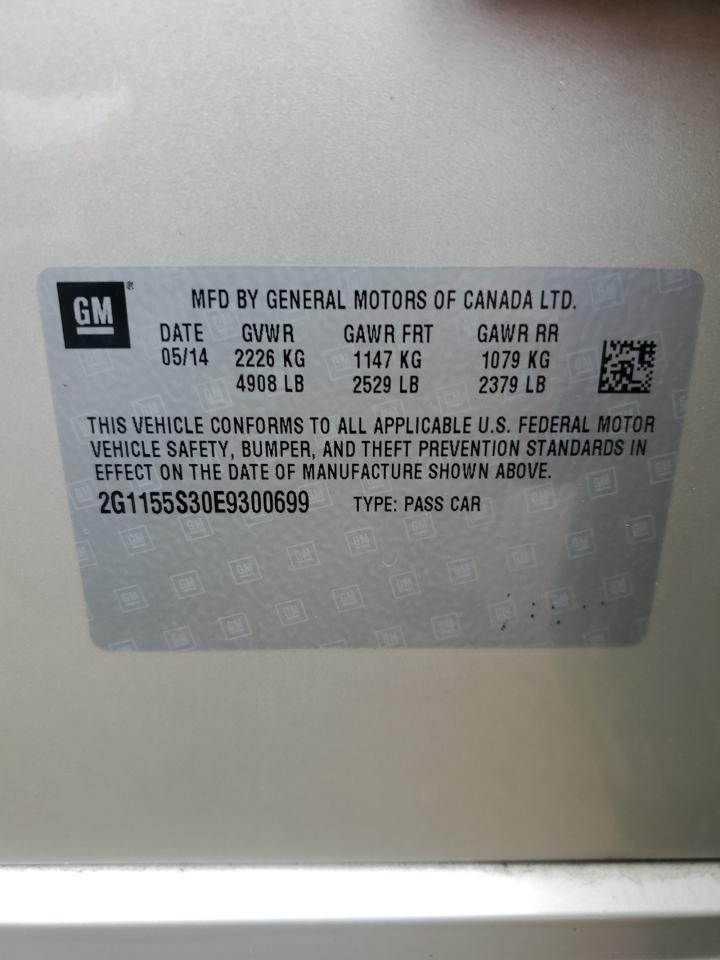 GM®
MFD BY GENERAL MOTORS OF CANADA LTD.
DATE GVWR GAWR FRT GAWR RR
05/14 2226 KG 1147 KG 1079 KG
4908 LB 2529 LB 2379 LB
THIS VEHICLE CONFORMS TO ALL APPLICABLE U.S. FEDERAL MOTOR
VEHICLE SAFETY, BUMPER, AND THEFT PREVENTION STANDARDS IN
EFFECT ON THE DATE OF MANUFACTURE SHOWN ABOVE.
2G1155S30E9300699 TYPE: PASS CAR